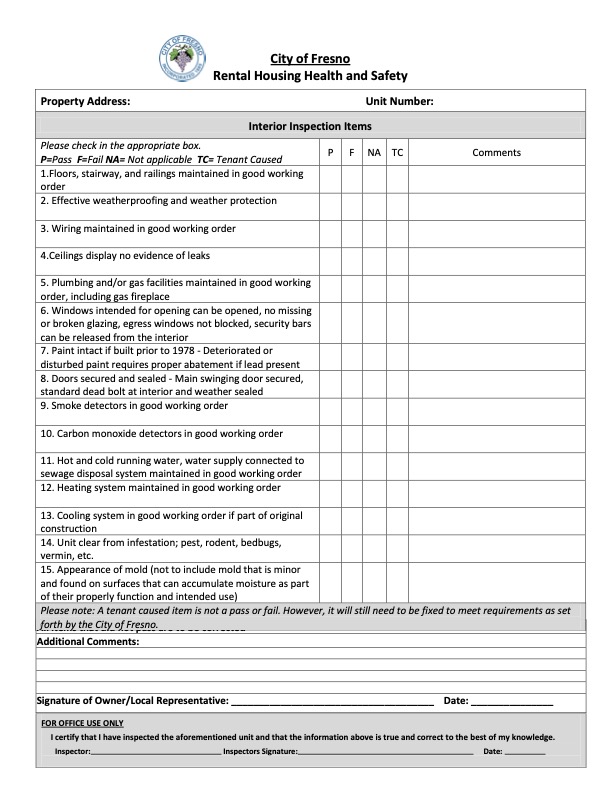 CITY OF FRESNO
City of Fresno
Rental Housing Health and Safety
Property Address: Unit Number:
Interior Inspection Items
Please check in the appropriate box.
P=Pass F=Fail NA= Not applicable TC= Tenant Caused
P F NA TC Comments
1.Floors, stairway, and railings maintained in good working
order
2. Effective weatherproofing and weather protection
3. Wiring maintained in good working order
4.Ceilings display no evidence of leaks
5. Plumbing and/or gas facilities maintained in good working
order, including gas fireplace
6. Windows intended for opening can be opened, no missing
or broken glazing, egress windows not blocked, security bars
can be released from the interior
7. Paint intact if built prior to 1978 - Deteriorated or
disturbed paint requires proper abatement if lead present
8. Doors secured and sealed - Main swinging door secured,
standard dead bolt at interior and weather sealed
9. Smoke detectors in good working order
10. Carbon monoxide detectors in good working order
11. Hot and cold running water, water supply connected to
sewage disposal system maintained in good working order
12. Heating system maintained in good working order
13. Cooling system in good working order if part of original
construction
14. Unit clear from infestation; pest, rodent, bedbugs,
vermin, etc.
15. Appearance of mold (not to include mold that is minor
and found on surfaces that can accumulate moisture as part
of their properly function and intended use)
Please note: A tenant caused item is not a pass or fail. However, it will still need to be fixed to meet requirements as set
forth by the City of Fresno.
Additional Comments:
Signature of Owner/Local Representative: ____________________ Date: ____________
FOR OFFICE USE ONLY
I certify that I have inspected the aforementioned unit and that the information above is true and correct to the best of my knowledge.
Inspector:____________________ Inspectors Signature:____________________ Date: __________